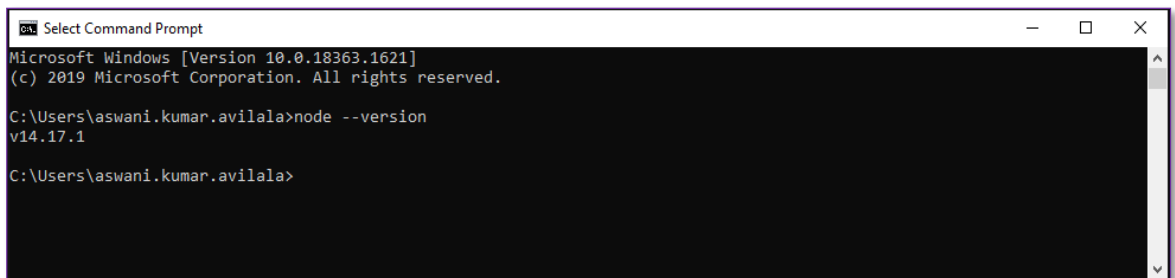 Select Command Prompt
Microsoft Windows [Version 10.0.18363.1621]
(c) 2019 Microsoft Corporation. All rights reserved.
C:\Users\aswani.kumar.avilala>node --version
v14.17.1
C:\Users\aswani.kumar.avilala>